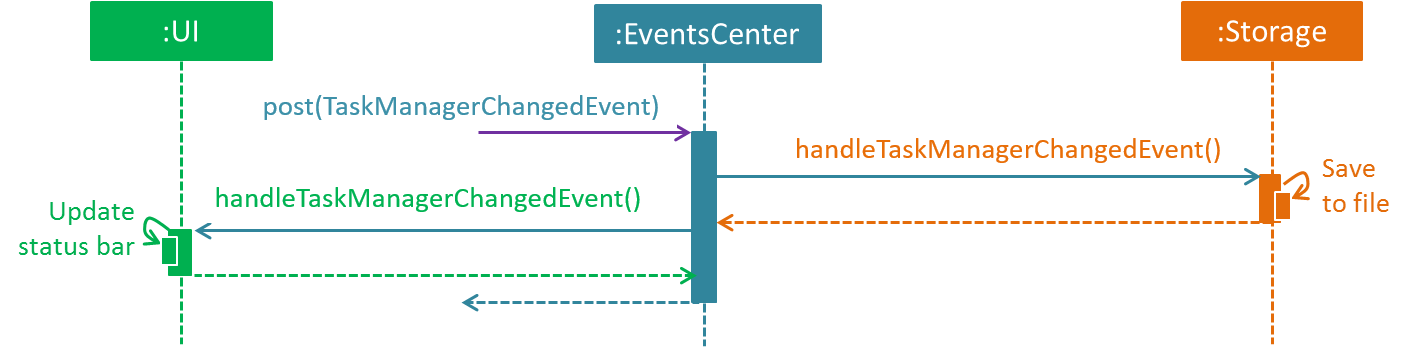 :UI
:EventsCenter
:Storage
post(TaskManagerChangedEvent)
handleTaskManagerChangedEvent()
Save
to file
handleTaskManagerChangedEvent()
Update
status bar